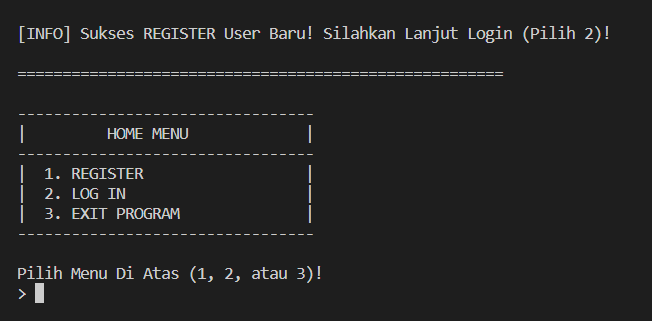 [INFO] Sukses REGISTER User Baru! Silahkan Lanjut Login (Pilih 2)!
======================================================
---------------------------------
|         HOME MENU             |
---------------------------------
|  1. REGISTER                  |
|  2. LOG IN                    |
|  3. EXIT PROGRAM              |
---------------------------------
Pilih Menu Di Atas (1, 2, atau 3)!
>